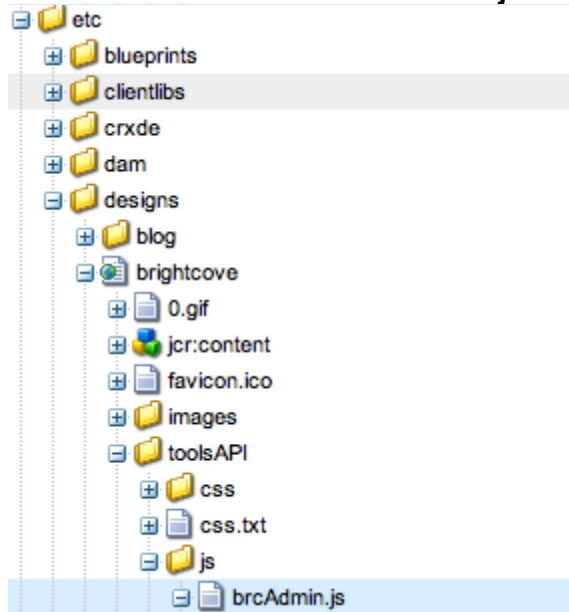 etc
blueprints
clientlibs
crxde
dam
designs
blog
brightcove
0.gif
jcr:content
favicon.ico
images
toolsAPI
css
css.txt
js
brcAdmin.js